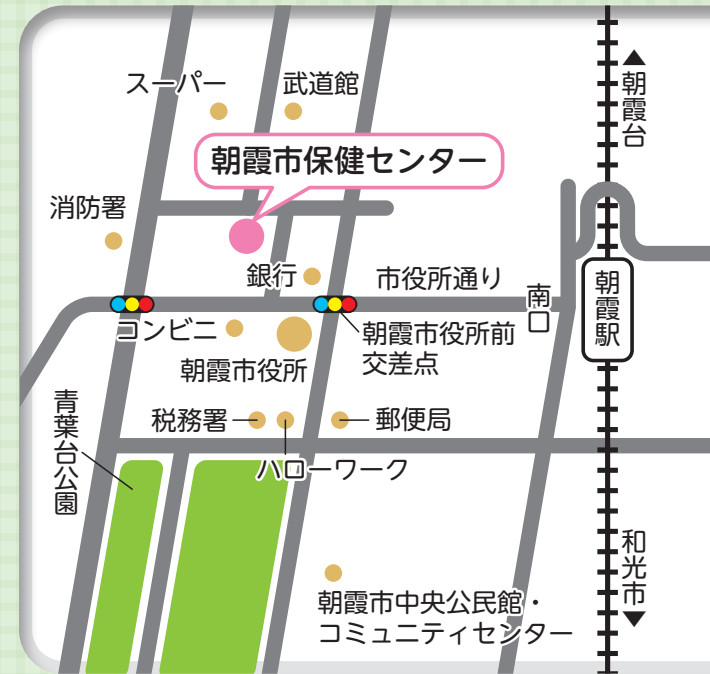 スーパー
武道館
▲朝霞台
朝霞市保健センター
消防署
銀行
市役所通り
南口
朝霞駅
コンビニ
朝霞市役所前
交差点
朝霞市役所
青葉台公園
税務署
郵便局
ハローワーク
和光市▼
朝霞市中央公民館・
コミュニティセンター